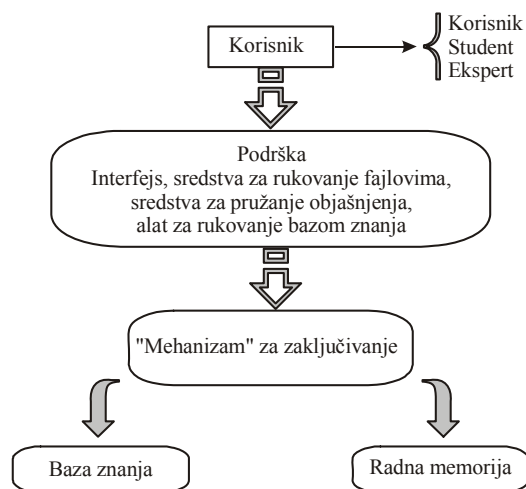 Korisnik
Korisnik
Student
Ekspert
Podrška
Interfejs, sredstva za rukovanje fajlovima,
sredstva za pružanje objašnjenja,
alat za rukovanje bazom znanja
"Mehanizam" za zaključivanje
Baza znanja
Radna memorija